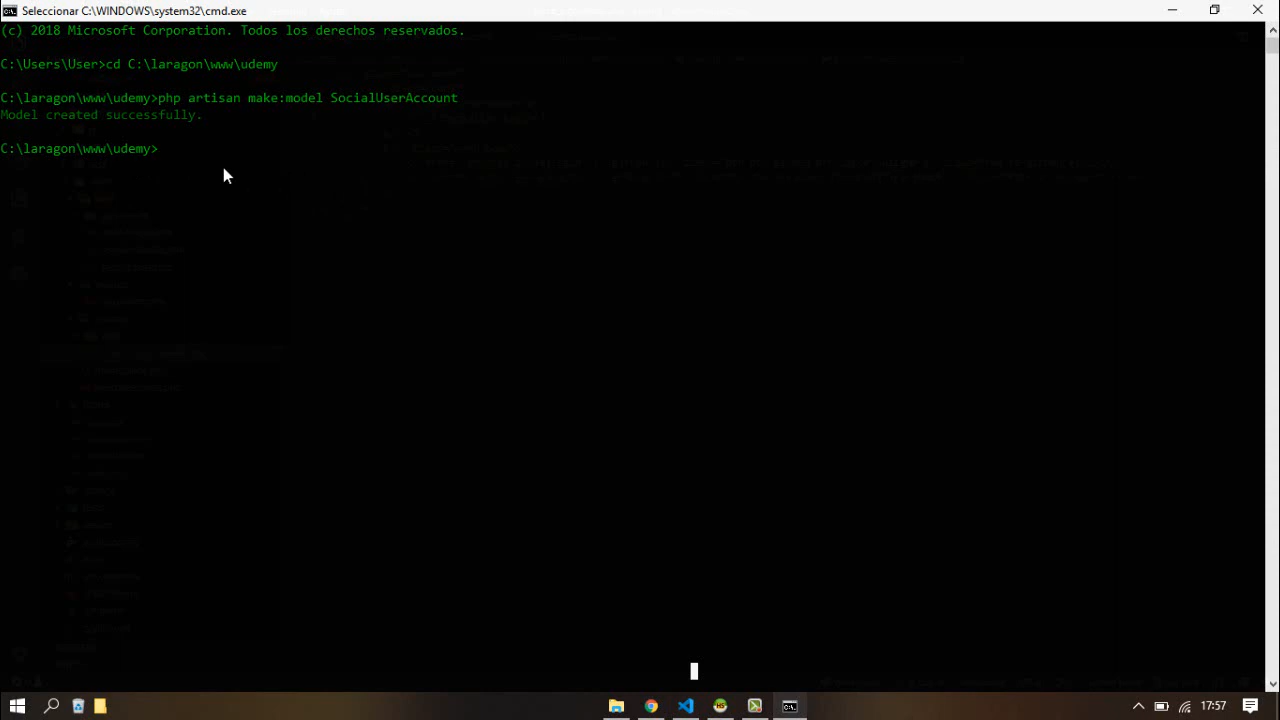 Seleccionar C:\WINDOWS\system32\cmd.exe
(c) 2018 Microsoft Corporation. Todos los derechos reservados.
C:\Users\User>cd C:\laragon\www\udemy
C:\laragon\www\udemy>php artisan make:model SocialUserAccount
Model created successfully.
C:\laragon\www\udemy>
17:57